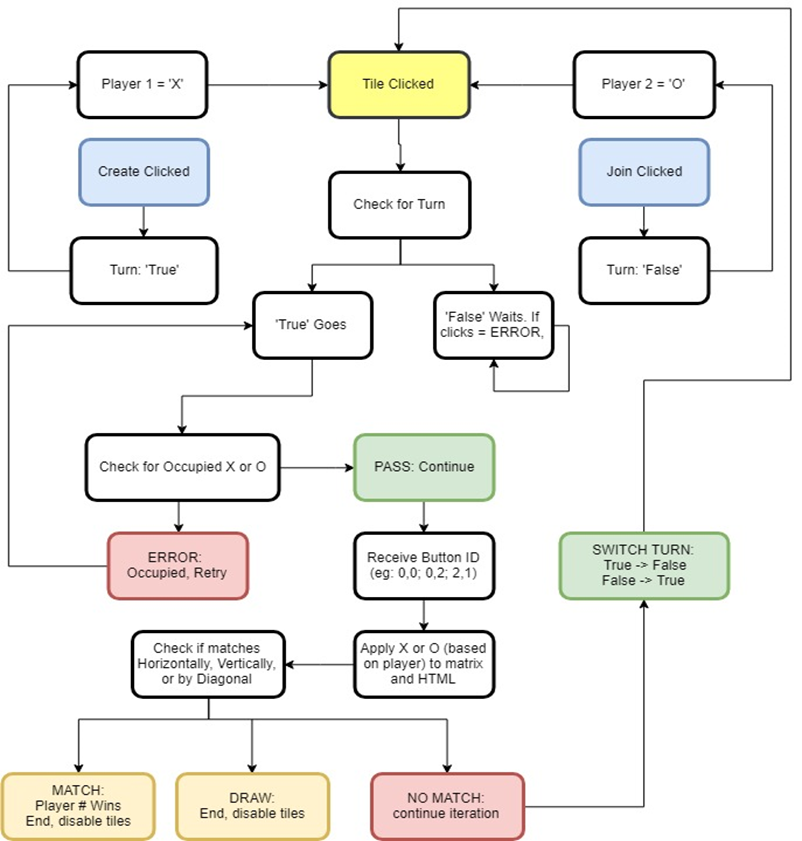 Player 1 = 'X'
Tile Clicked
Player 2 = 'O'
Create Clicked
Join Clicked
Check for Turn
Turn: 'True'
Turn: 'False'
'True' Goes
'False' Waits. If
clicks = ERROR,
Check for Occupied X or O
PASS: Continue
ERROR:
Occupied, Retry
Receive Button ID
(eg: 0,0; 0,2; 2,1)
SWITCH TURN:
True -> False
False -> True
Check if matches
Horizontally, Vertically,
or by Diagonal
Apply X or O (based
on player) to matrix
and HTML
MATCH:
Player # Wins
End, disable tiles
DRAW:
End, disable tiles
NO MATCH:
continue iteration